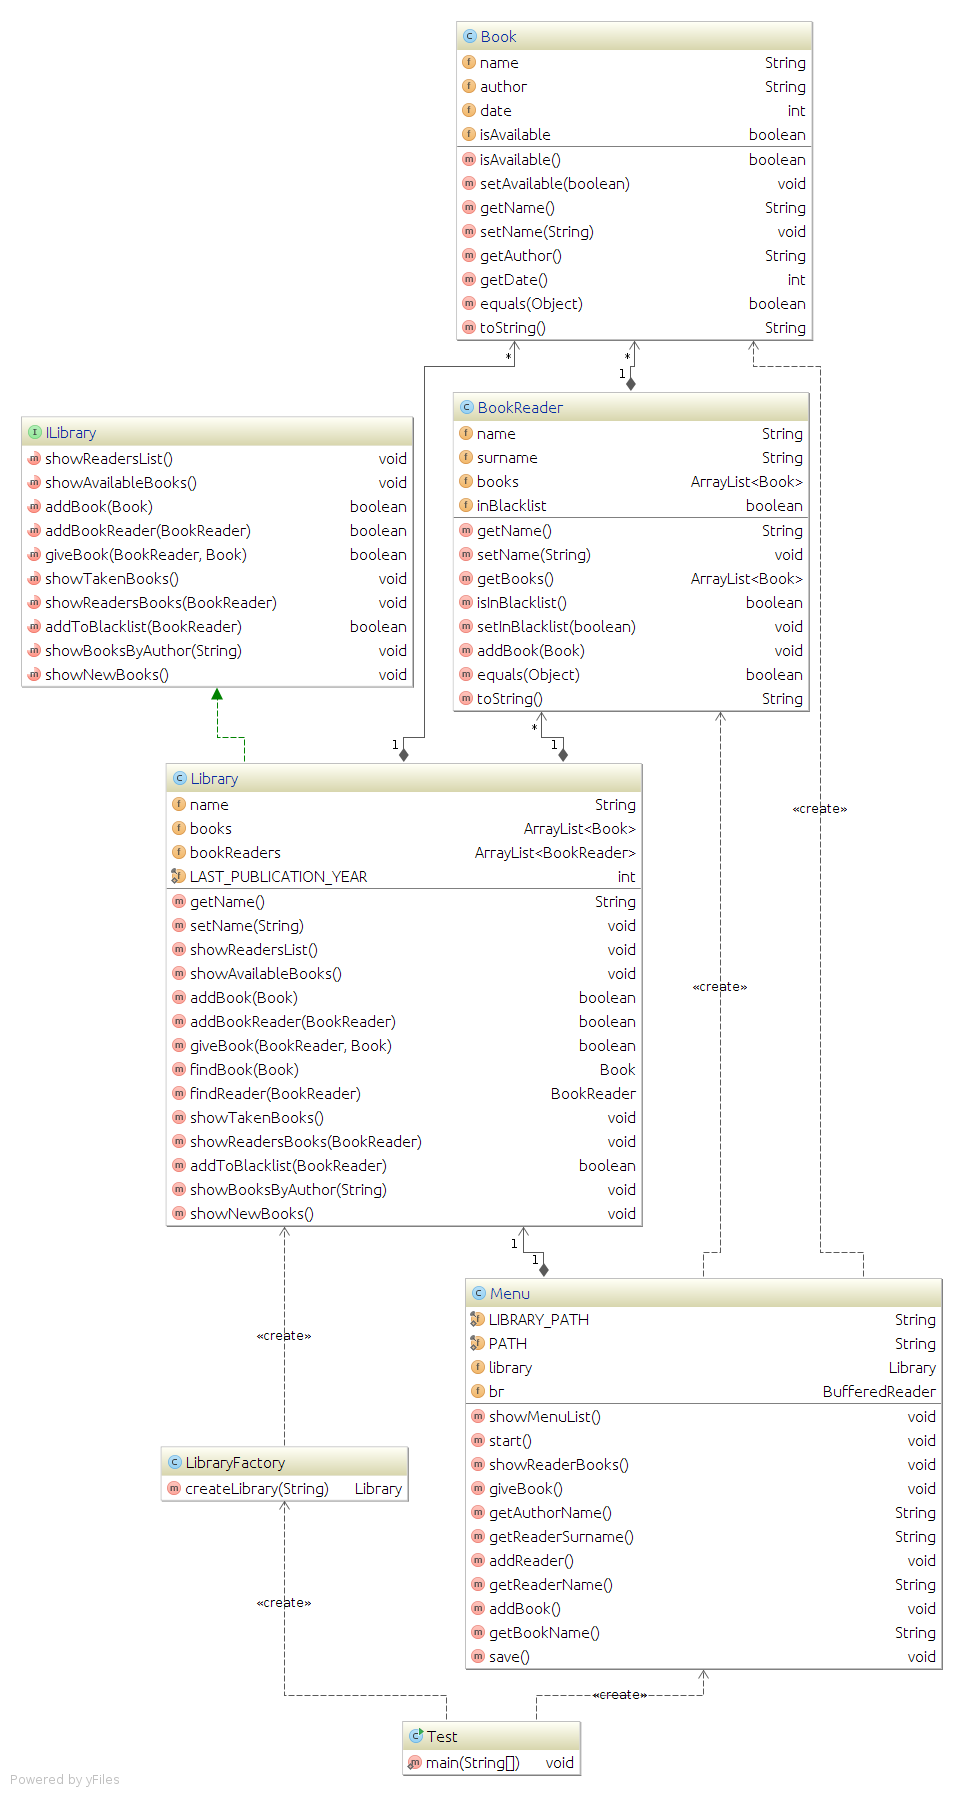 Book
name String
author String
date int
isAvailable boolean
isAvailable() boolean
setAvailable(boolean) void
getName() String
setName(String) void
getAuthor() String
getDate() int
equals(Object) boolean
toString() String
* *
1
BookReader
name String
surname String
books ArrayList<Book>
inBlacklist boolean
getName() String
setName(String) void
getBooks() ArrayList<Book>
isInBlacklist() boolean
setInBlacklist(boolean) void
addBook(Book) void
equals(Object) boolean
toString() String
ILibrary
showReadersList() void
showAvailableBooks() void
addBook(Book) boolean
addBookReader(BookReader) boolean
giveBook(BookReader, Book) boolean
showTakenBooks() void
showReadersBooks(BookReader) void
addToBlacklist(BookReader) boolean
showBooksByAuthor(String) void
showNewBooks() void
*
1 1
Library
name String
books ArrayList<Book>
bookReaders ArrayList<BookReader>
LAST_PUBLICATION_YEAR int
getName() String
setName(String) void
showReadersList() void
showAvailableBooks() void
addBook(Book) boolean
addBookReader(BookReader) boolean
giveBook(BookReader, Book) boolean
findBook(Book) Book
findReader(BookReader) BookReader
showTakenBooks() void
showReadersBooks(BookReader) void
addToBlacklist(BookReader) boolean
showBooksByAuthor(String) void
showNewBooks() void
«create»
«create»
1
1
Menu
LIBRARY_PATH String
PATH String
library Library
br BufferedReader
showMenuList() void
start() void
showReaderBooks() void
giveBook() void
getAuthorName() String
getReaderSurname() String
addReader() void
getReaderName() String
addBook() void
getBookName() String
save() void
«create»
LibraryFactory
createLibrary(String) Library
«create»
«create»
Test
main(String[]) void
Powered by yFiles